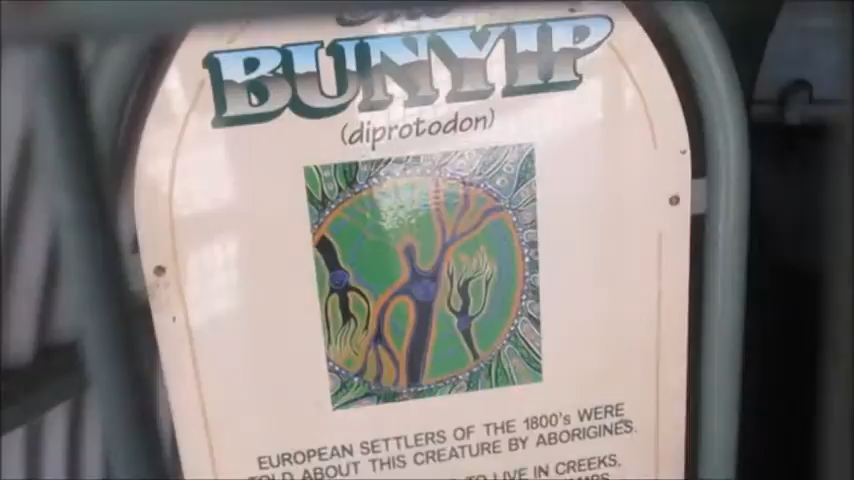 BUNYIP
(diprotodon)
EUROPEAN SETTLERS OF THE 1800's WERE
TOLD ABOUT THIS CREATURE BY ABORIGINES.
TO LIVE IN CREEKS,